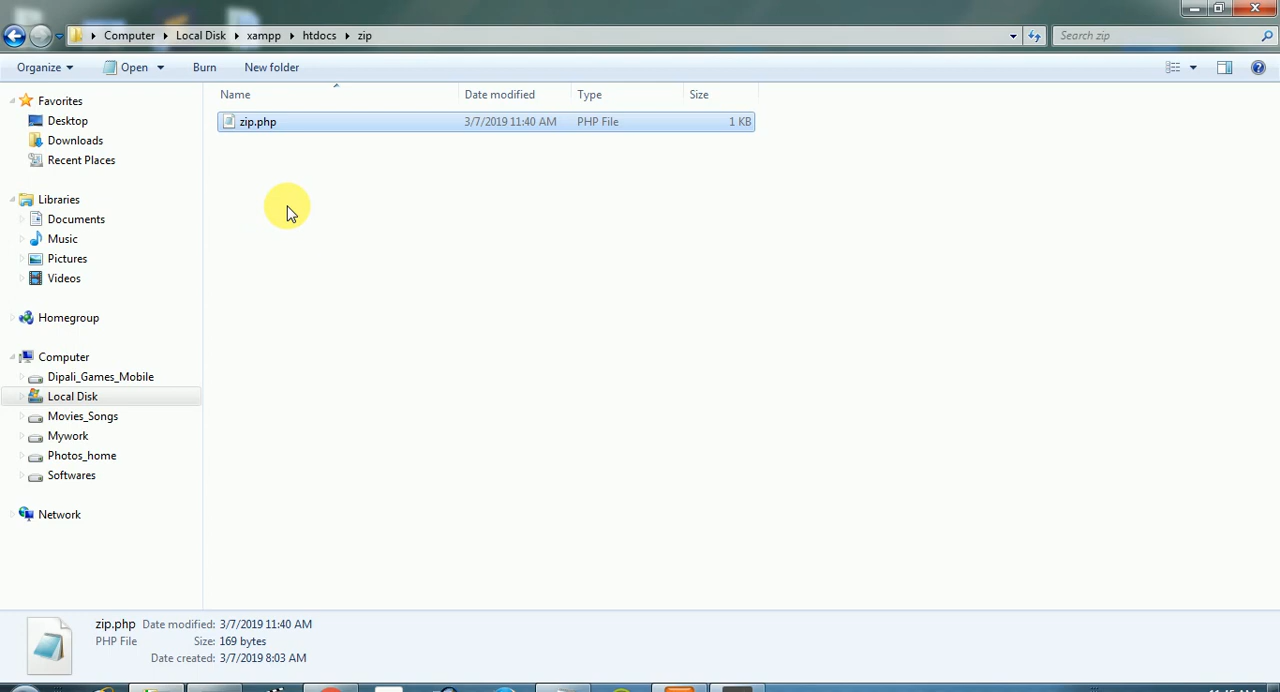 Computer Local Disk xampp htdocs zip Search zip
Organize Open Burn New folder
Name Date modified Type Size
zip.php 3/7/2019 11:40 AM PHP File 1 KB
Favorites
Desktop
Downloads
Recent Places
Libraries
Documents
Music
Pictures
Videos
Homegroup
Computer
Dipali_Games_Mobile
Local Disk
Movies_Songs
Mywork
Photos_home
Softwares
Network
zip.php Date modified: 3/7/2019 11:40 AM
PHP File Size: 169 bytes
Date created: 3/7/2019 8:03 AM